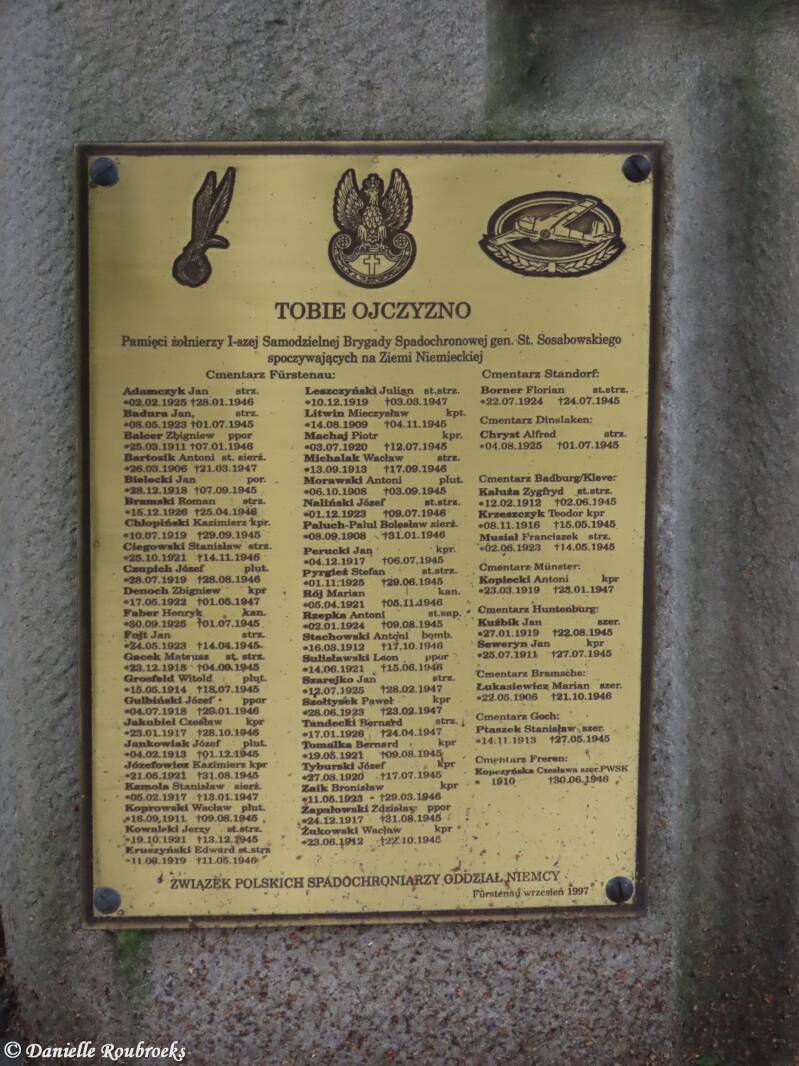 TOBIE OJCZYZNO
Pamięci żołnierzy I-szej Samodzielnej Brygady Spadochronowej gen. St. Sosabowskiego
spoczywających na Ziemi Niemieckiej
Cmentarz Fürstenau:
Adamczyk Jan strz.
*02.02.1925 †28.01.1946
Badura Jan, strz.
*08.05.1923 †01.07.1945
Balcer Zbigniew ppor
*25.03.1911 †07.01.1946
Bartosik Antoni st. sierż.
*26.03.1906 †21.03.1947
Bielecki Jan por.
*28.12.1918 †07.09.1945
Bramski Roman strz.
*15.12.1926 †25.04.1946
Chłopiński Kazimierz kpr.
*10.07.1919 †29.09.1945
Ciegowski Stanisław strz.
*25.10.1921 †14.11.1946
Czupich Józef plut.
*28.07.1919 †28.08.1946
Denoch Zbigniew kpr
*17.05.1922 †01.05.1947
Faber Henryk kan.
*30.09.1925 †01.07.1945
Fojt Jan strz.
*24.05.1923 †14.04.1945
Gacek Mateusz st. strz.
*23.12.1918 †04.09.1945
Grosfeld Witold plut.
*15.05.1914 †18.07.1945
Gulbiński Józef ppor
*04.07.1918 †29.01.1946
Jakubiel Czesław kpr
*23.01.1917 †28.10.1946
Jankowiak Józef plut.
*04.02.1913 †01.12.1945
Józefowicz Kazimierz kpr
*21.05.1921 †31.08.1945
Kamola Stanisław sierż.
*05.02.1917 †13.01.1947
Koprowski Wacław plut.
*16.09.1911 †09.06.1945
Kowalski Jerzy st.strz.
*19.10.1921 †13.12.1945
Kruszyński Edward st.strz
*11.08.1919 †11.05.1946
Leszczyński Julian st.strz.
*10.12.1919 †03.03.1947
Litwin Mieczysław kpt.
*14.08.1909 †04.11.1945
Machaj Piotr kpr.
*03.07.1920 †12.07.1945
Michalak Wacław strz.
*13.09.1913 †17.09.1946
Morawski Antoni plut.
*06.10.1908 †03.09.1945
Naliński Józef st.strz.
*01.12.1923 †09.07.1946
Paluch-Palul Bolesław sierż.
*08.09.1908 †31.01.1946
Perucki Jan kpr.
*04.12.1917 †06.07.1945
Pyrgieł Stefan st.strz.
*01.11.1925 †29.06.1945
Rój Marian kan.
*05.04.1921 †05.11.1946
Rzepka Antoni st.sap.
*02.01.1924 †09.08.1945
Stachowski Antoni bomb.
*16.03.1912 †17.10.1946
Sulisławski Leon ppor
*14.06.1921 †15.06.1946
Szarejko Jan strz.
*12.07.1925 †28.02.1947
Szołtysek Paweł kpr
*28.06.1923 †23.02.1947
Tandecki Bernard strz.
*17.01.1926 †24.04.1947
Tomalka Bernard kpr
*19.05.1921 †09.08.1945
Tyburski Józef kpr
*27.08.1920 †17.07.1945
Zaik Bronisław kpr
*11.05.1923 †29.03.1946
Zapałowski Zdzisław ppor
*24.12.1917 †31.08.1945
Żukowski Wacław kpr
*23.06.1912 †22.10.1945
Cmentarz Standorf:
Borner Florian st.strz.
*22.07.1924 †24.07.1945
Cmentarz Dinslaken:
Chryst Alfred strz.
*04.08.1925 †01.07.1945
Cmentarz Badburg/Kleve:
Kałuża Zygfryd st.strz.
*12.02.1912 †02.06.1945
Krzeszczyk Teodor kpr
*08.11.1916 †15.05.1945
Musiał Franciszek strz.
*02.06.1923 †14.05.1945
Cmentarz Münster:
Kopiecki Antoni kpr
*23.03.1919 †23.01.1947
Cmentarz Huntenburg:
Kuźbik Jan szer.
*27.01.1919 †22.08.1945
Seweryn Jan kpr
*25.07.1911 †27.07.1945
Cmentarz Bramsche:
Łukasiewicz Marian szer.
*22.05.1906 †21.10.1946
Cmentarz Goch:
Ptaszek Stanisław szer.
*14.11.1913 †27.05.1945
Cmentarz Freren:
Kopczyńska Czesława szer.PWSK
* 1910 †30.06.1946
ZWIĄZEK POLSKICH SPADOCHRONIARZY ODDZIAŁ NIEMCY
Fürstenau wrzesień 1997
© Danielle Roubroeks